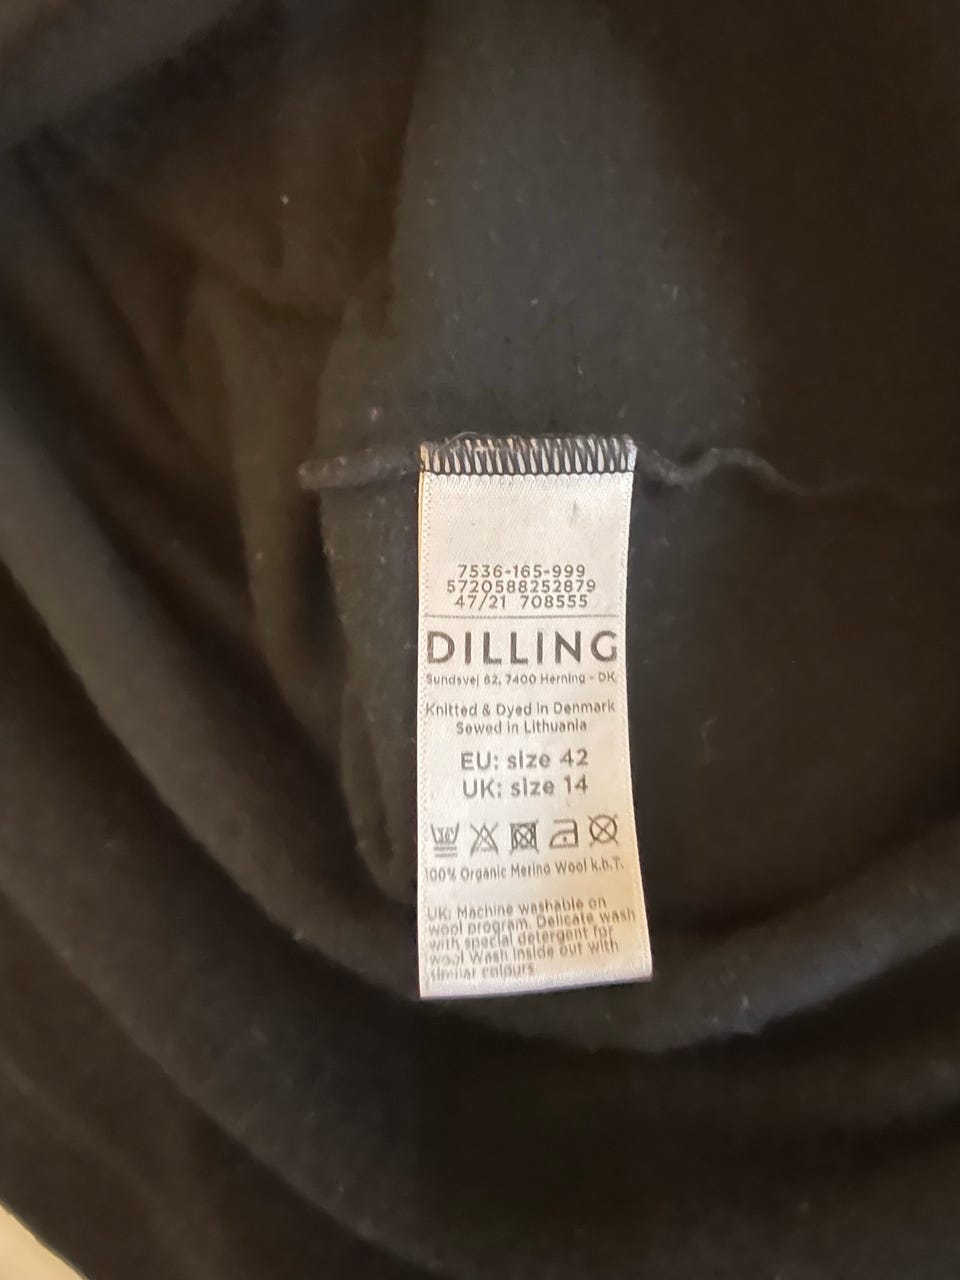 7536-165-999
5720588252879
47/21 708555
DILLING
Sundsvej 62, 7400 Herning - DK
Knitted & Dyed in Denmark
Sewed in Lithuania
EU: size 42
UK: size 14
100% Organic Merino Wool k.b.T.
UK: Machine washable on
wool program. Delicate wash
with special detergent for
wool Wash inside out with
similar colours